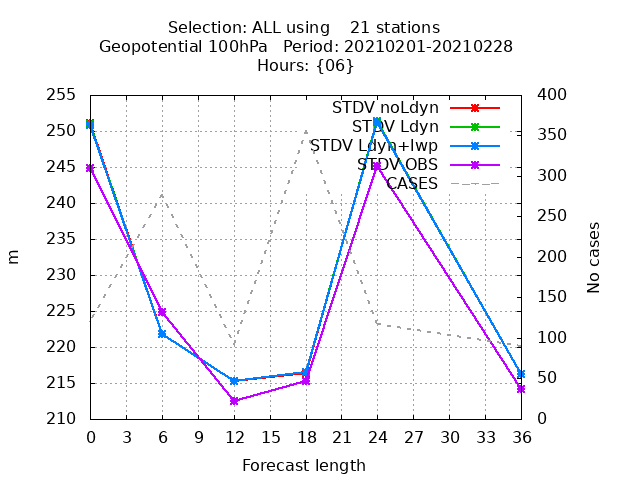 Selection: ALL using    21 stations
Geopotential 100hPa   Period: 20210201-20210228
Hours: {06}
255
250
245
240
235
230
225
220
215
210
400
350
300
250
200
150
100
50
0
STDV noLdyn
STDV Ldyn
STDV Ldyn+lwp
STDV OBS
CASES
m
No cases
0 3 6 9 12 15 18 21 24 27 30 33 36
Forecast length